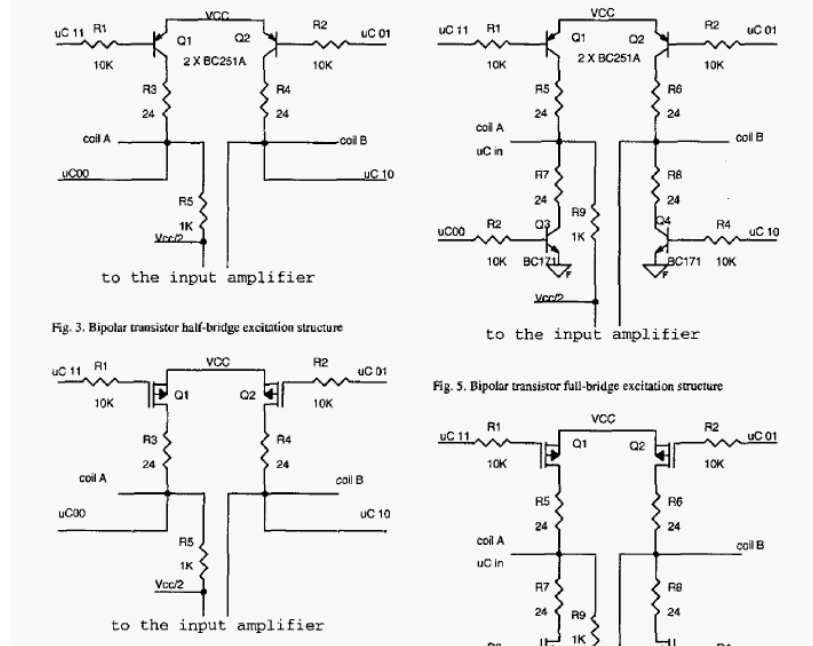 VCC
uC 11 R1 Q1 Q2 R2 uC 01
10K 2 X BC251A 10K
R3 R4
24 24
coil A coil B
uC00 uC 10
R5
1K
Vcc/2
to the input amplifier
Fig. 3. Bipolar transistor half-bridge excitation structure
VCC
uC 11 R1 R2 uC 01
Q1 Q2
10K 10K
R3 R4
24 24
coil A coil B
uC00 uC 10
R5
1K
Vcc/2
to the input amplifier
VCC
uC 11 R1 Q1 Q2 R2 uC 01
10K 2 X BC251A 10K
R5 R6
24 24
coil A coil B
uC in
R7 R8
24 24
R9
uC00 R2 Q3 1K Q4 R4 uC 10
10K BC171 BC171 10K
F F
Vcc/2
to the input amplifier
Fig. 5. Bipolar transistor full-bridge excitation structure
VCC
uC 11 R1 Q1 Q2 R2 uC 01
10K 10K
R5 R6
24 24
coil A coil B
uC in
R7 R8
24 24
R9
1K